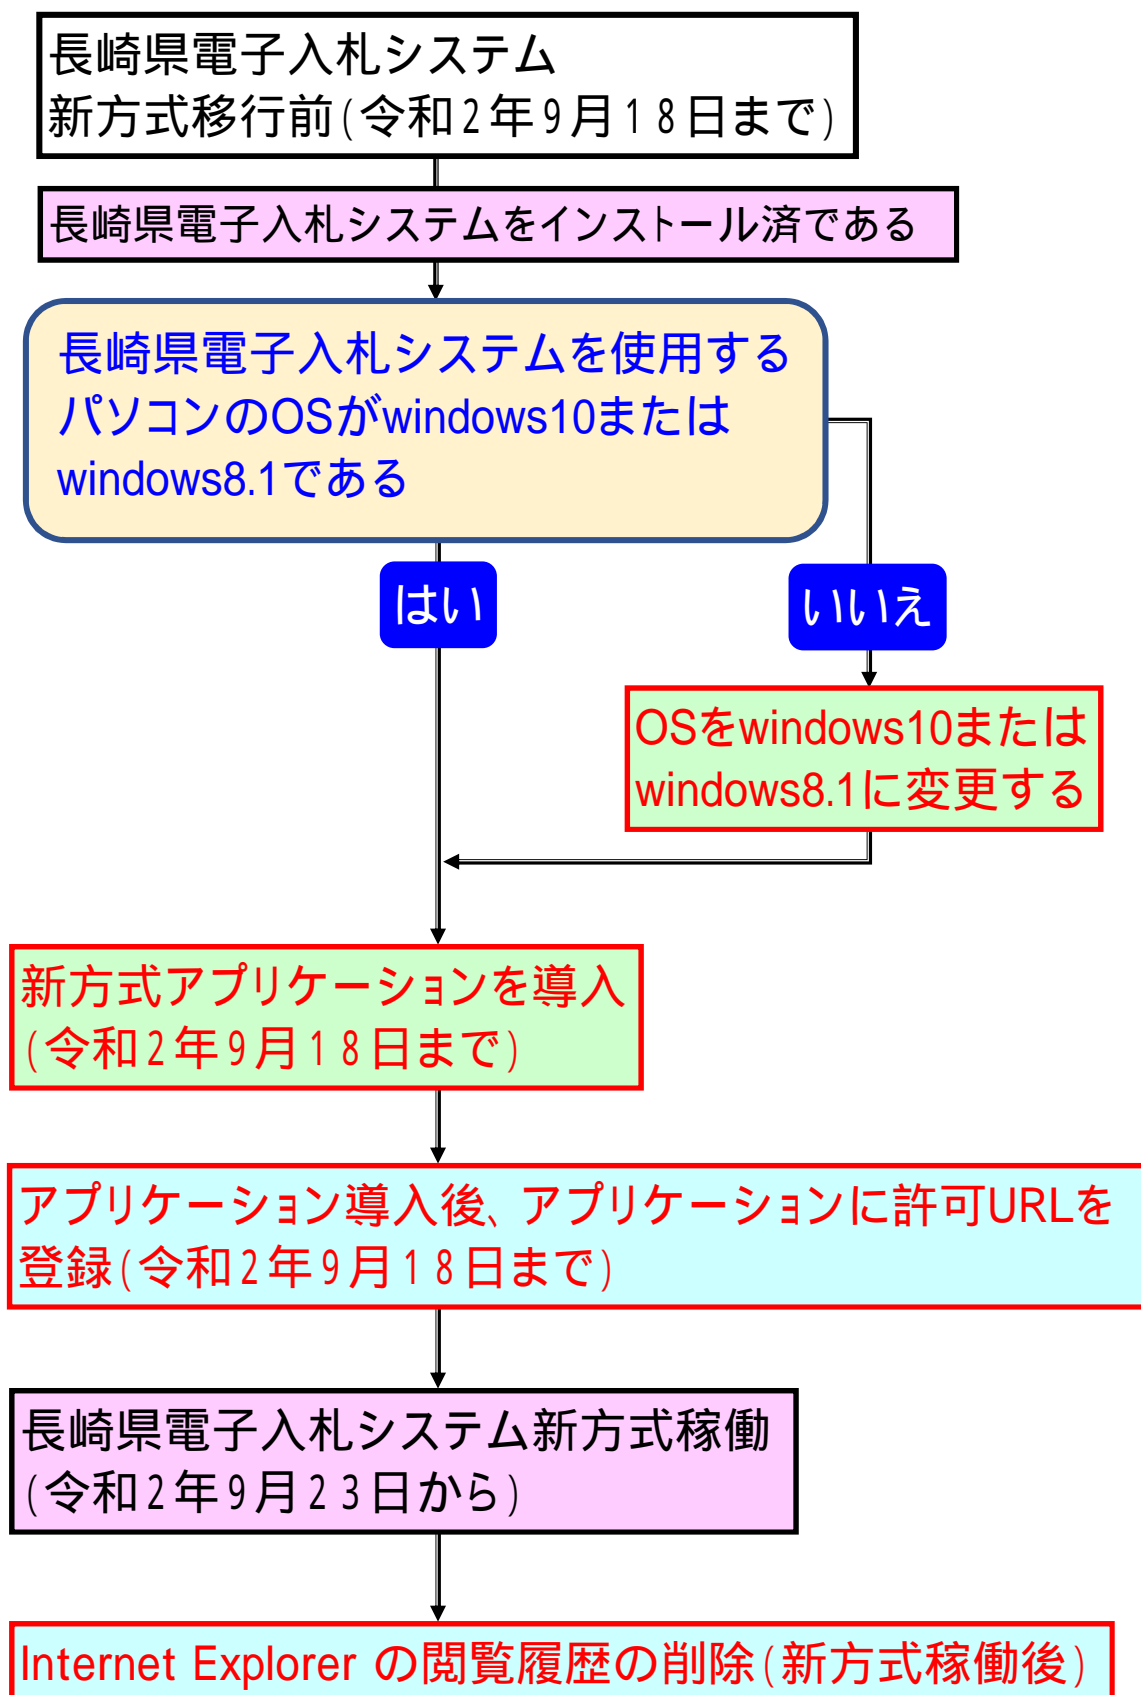 長崎県電子入札システム
新方式移行前(令和2年9月18日まで)
長崎県電子入札システムをインストール済である
長崎県電子入札システムを使用する
パソコンのOSがwindows10または
windows8.1である
はい
いいえ
OSをwindows10または
windows8.1に変更する
新方式アプリケーションを導入
(令和2年9月18日まで)
アプリケーション導入後、アプリケーションに許可URLを
登録(令和2年9月18日まで)
長崎県電子入札システム新方式稼働
(令和2年9月23日から)
Internet Explorer の閲覧履歴の削除(新方式稼働後)